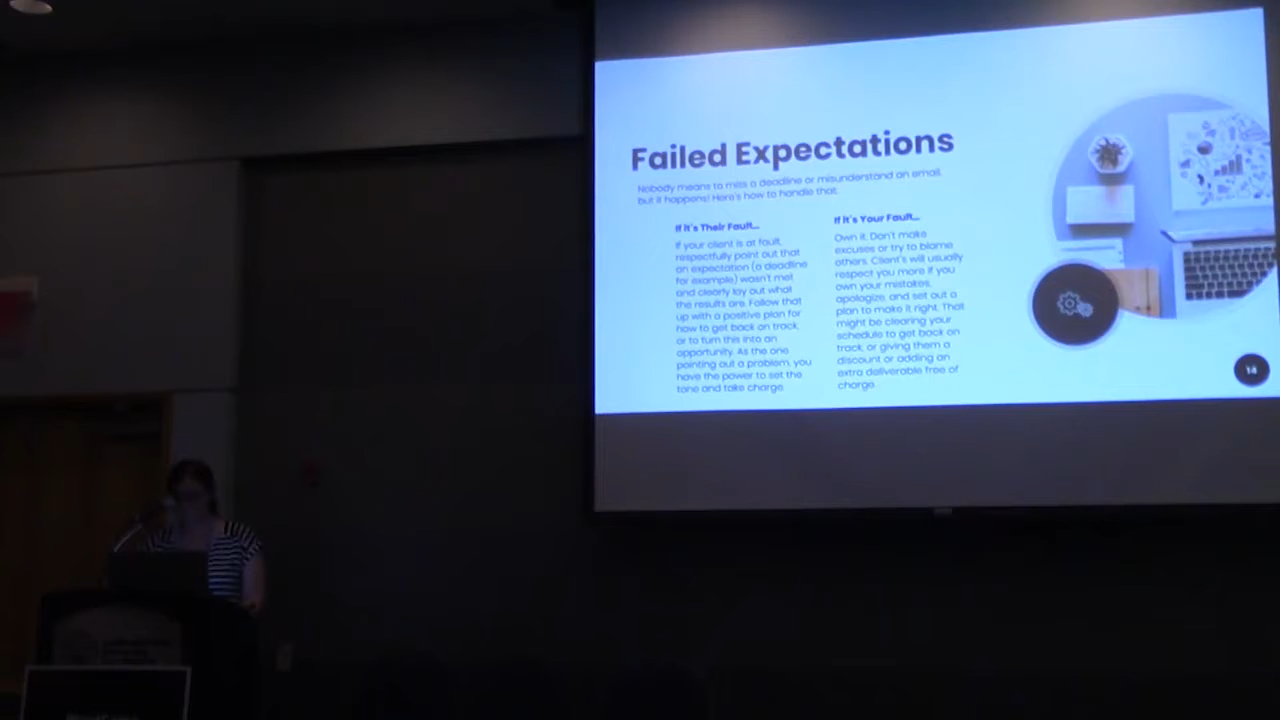 Failed Expectations
Nobody means to miss a deadline or misunderstand an email,
but it happens! Here's how to handle that.
If It's Their Fault...
If your client is at fault,
respectfully point out that
an expectation (a deadline
for example) wasn't met
and clearly lay out what
the results are. Follow that
up with a positive plan for
how to get back on track,
or to turn this into an
opportunity. As the one
pointing out a problem, you
have the power to set the
tone and take charge.
If It's Your Fault...
Own it. Don't make
excuses or try to blame
others. Client's will usually
respect you more if you
own your mistakes,
apologize, and set out a
plan to make it right. That
might be clearing your
schedule to get back on
track, or giving them a
discount or adding an
extra deliverable free of
charge.
14